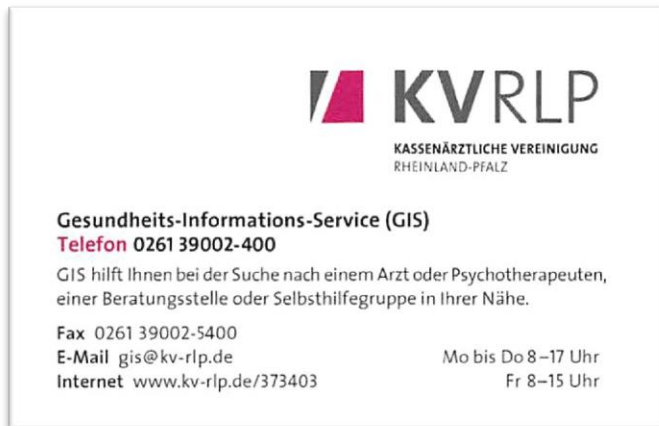 KVRLP
KASSENÄRZTLICHE VEREINIGUNG
RHEINLAND-PFALZ
Gesundheits-Informations-Service (GIS)
Telefon 0261 39002-400
GIS hilft Ihnen bei der Suche nach einem Arzt oder Psychotherapeuten,
einer Beratungsstelle oder Selbsthilfegruppe in Ihrer Nähe.
Fax 0261 39002-5400
E-Mail gis@kv-rlp.de Mo bis Do 8–17 Uhr
Internet www.kv-rlp.de/373403 Fr 8–15 Uhr